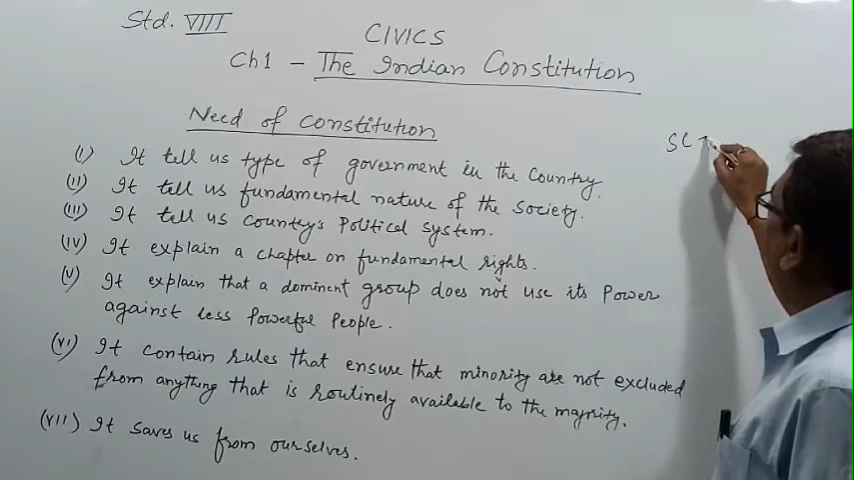 Std. VIII
CIVICS
Ch1 - The Indian Constitution
Need of constitution
(I) It tell us type of government in the Country.
(II) It tell us fundamental nature of the Society.
(III) It tell us country's Political system.
(IV) It explain a chapter on fundamental rights.
(V) It explain that a dominent group does not use its Power
against less Powerful People.
(VI) It contain rules that ensure that minority are not excluded
from anything that is routinely available to the majority.
(VII) It saves us from ourselves.
SC